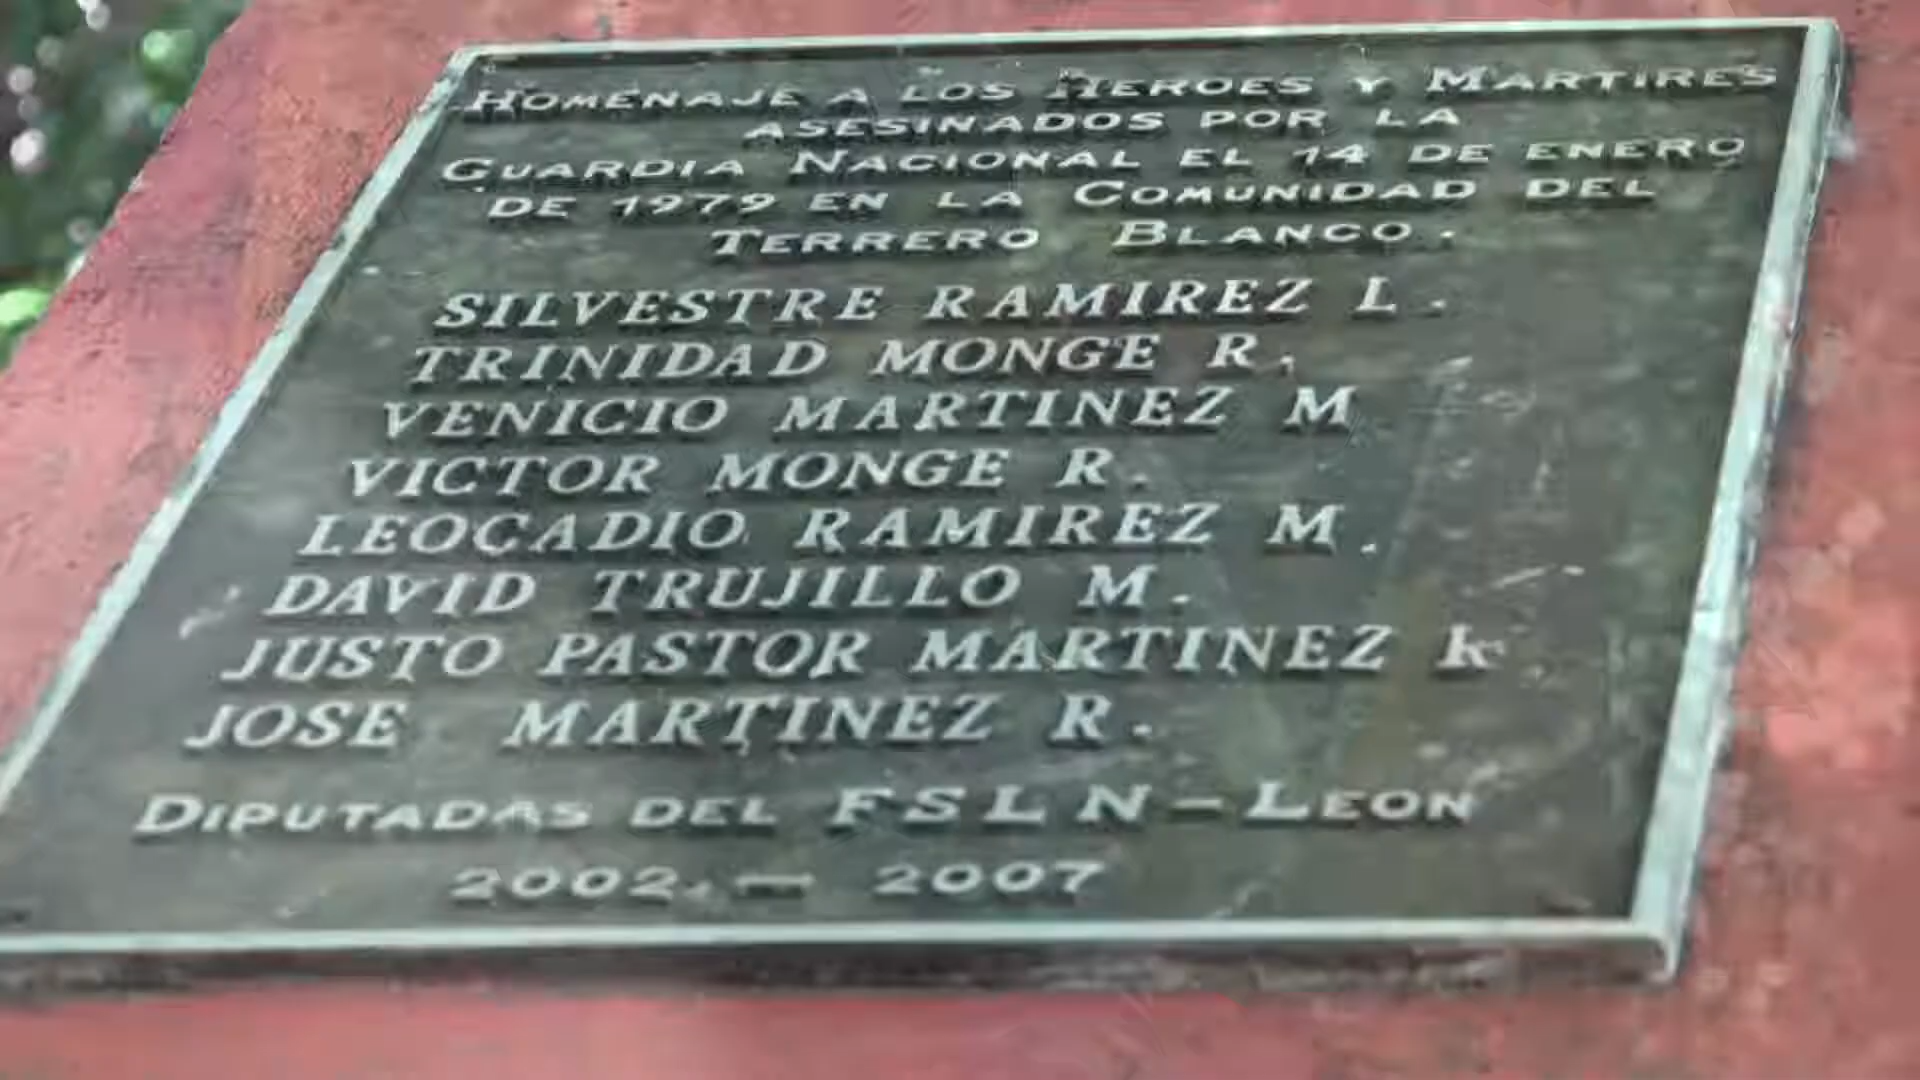 HOMENAJE A LOS HEROES Y MARTIRES
ASESINADOS POR LA
GUARDIA NACIONAL EL 14 DE ENERO
DE 1979 EN LA COMUNIDAD DEL
TERRERO BLANCO.
SILVESTRE RAMIREZ L.
TRINIDAD MONGE R.
VENICIO MARTINEZ M
VICTOR MONGE R.
LEOCADIO RAMIREZ M.
DAVID TRUJILLO M.
JUSTO PASTOR MARTINEZ
JOSE MARTINEZ R.
DIPUTADAS DEL FSLN-LEON
2002.- 2007